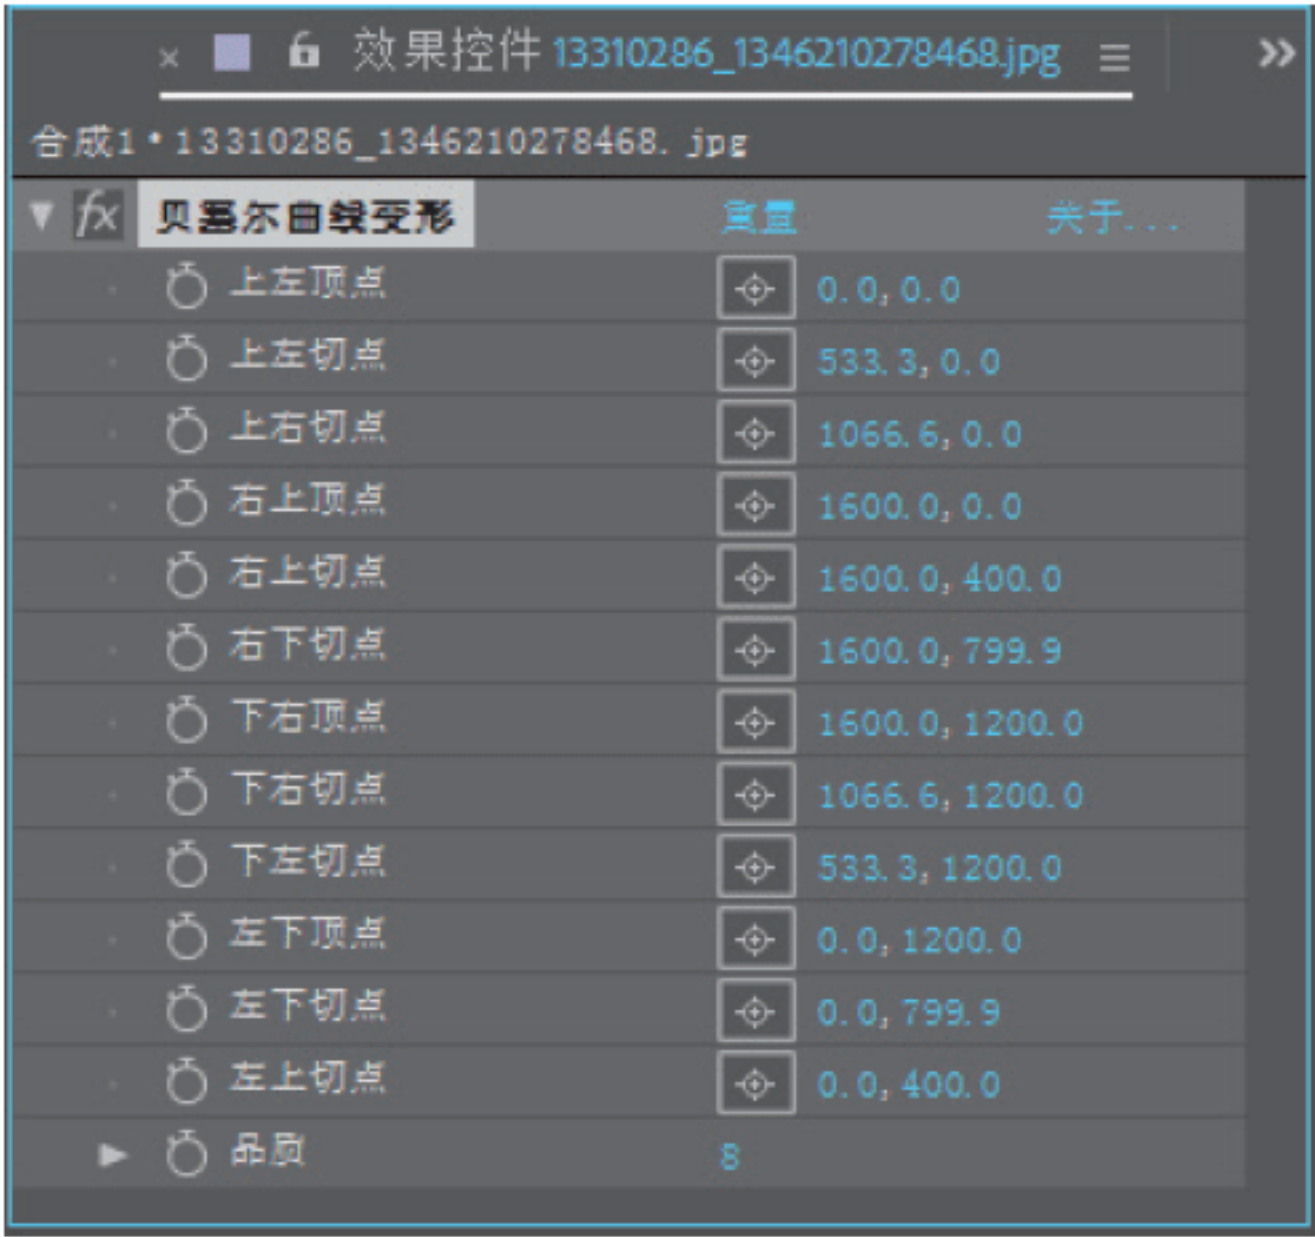 × 效果控件 13310286_1346210278468.jpg ≡ »
合成1•13310286_1346210278468. jpg
fx 贝塞尔曲线变形 重置 关于...
上左顶点 0.0,0.0
上左切点 533.3,0.0
上右切点 1066.6,0.0
右上顶点 1600.0,0.0
右上切点 1600.0,400.0
右下切点 1600.0,799.9
下右顶点 1600.0,1200.0
下右切点 1066.6,1200.0
下左切点 533.3,1200.0
左下顶点 0.0,1200.0
左下切点 0.0,799.9
左上切点 0.0,400.0
品质 8